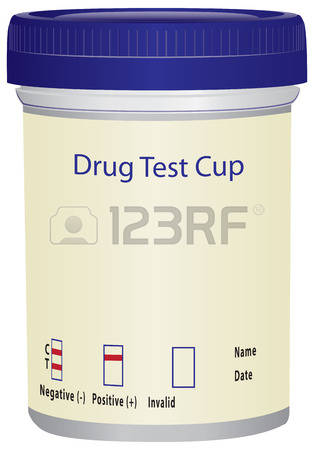 Drug Test Cup
123RF
C
T
Name
Date
Negative (-) Positive (+) Invalid